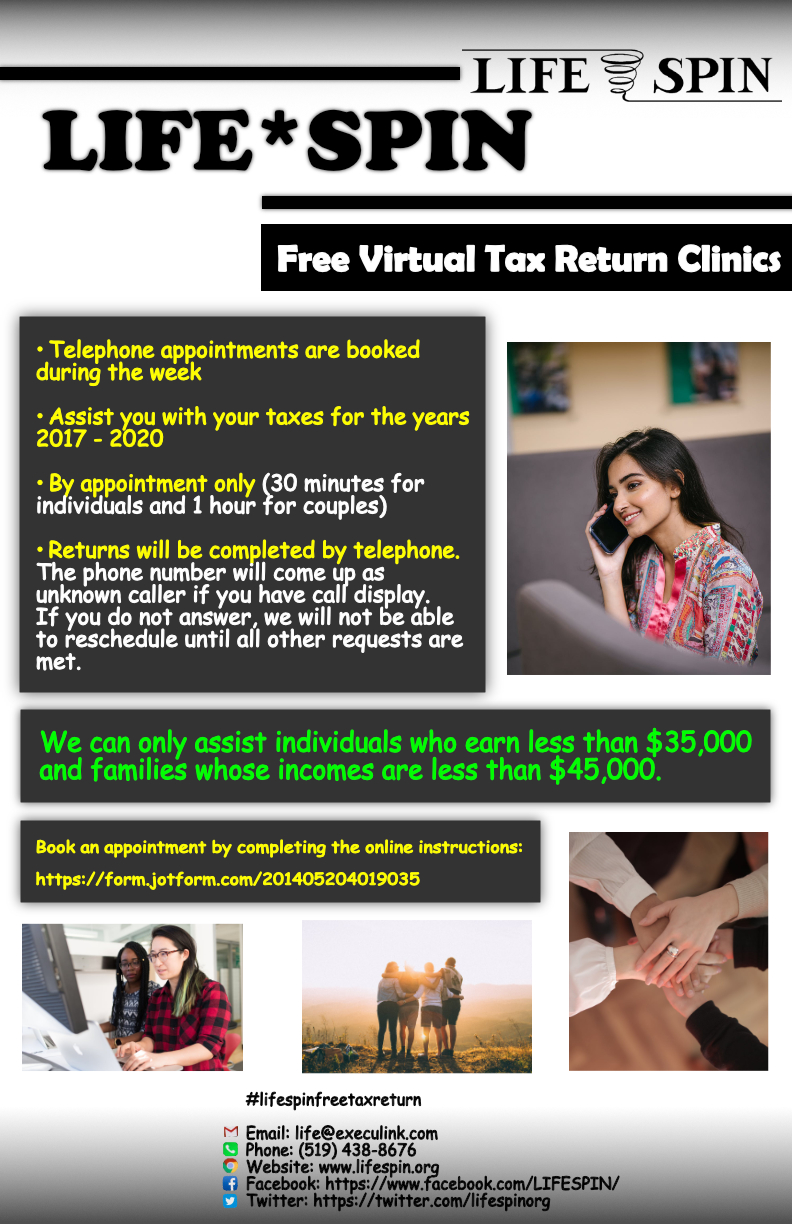 LIFE SPIN
LIFE*SPIN
Free Virtual Tax Return Clinics
• Telephone appointments are booked
during the week
• Assist you with your taxes for the years
2017 - 2020
• By appointment only (30 minutes for
individuals and 1 hour for couples)
• Returns will be completed by telephone.
The phone number will come up as
unknown caller if you have call display.
If you do not answer, we will not be able
to reschedule until all other requests are
met.
We can only assist individuals who earn less than $35,000
and families whose incomes are less than $45,000.
Book an appointment by completing the online instructions:
https://form.jotform.com/201405204019035
#lifespinfreetaxreturn
Email: life@execulink.com
Phone: (519) 438-8676
Website: www.lifespin.org
Facebook: https://www.facebook.com/LIFESPIN/
Twitter: https://twitter.com/lifespinorg